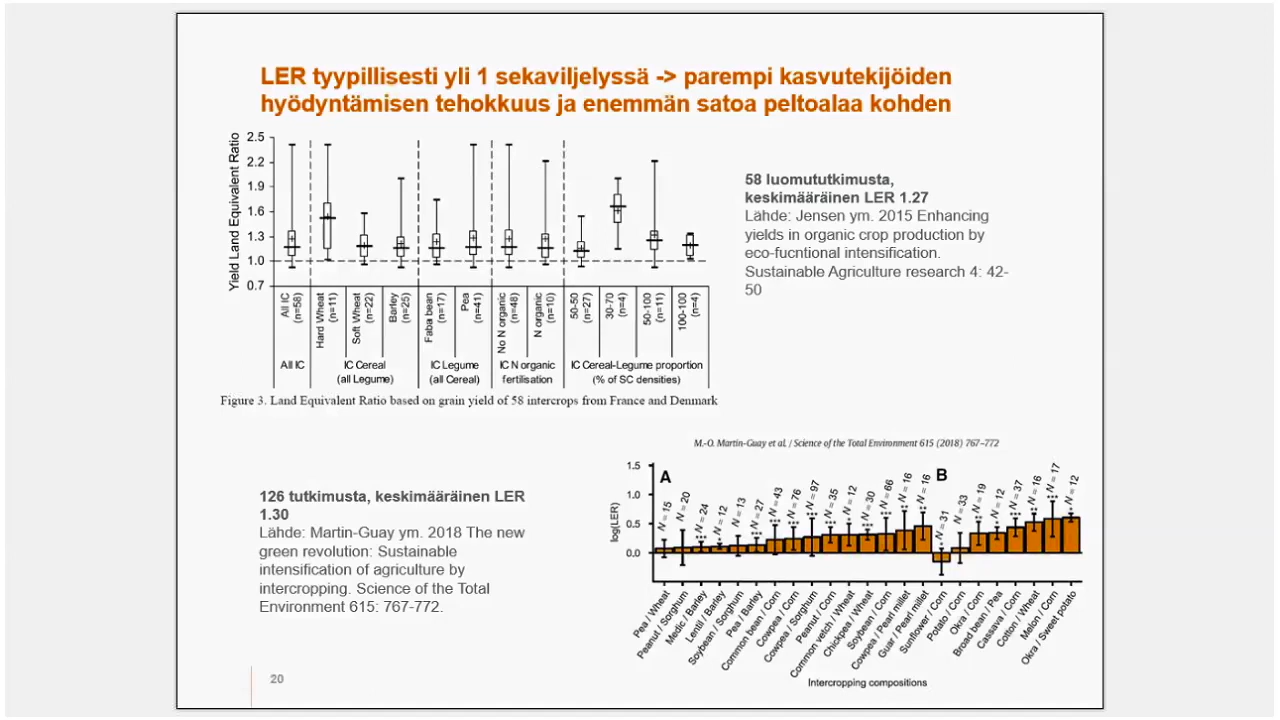 LER tyypillisesti yli 1 sekaviljelyssä -> parempi kasvutekijöiden
hyödyntämisen tehokkuus ja enemmän satoa peltoalaa kohden
Yield Land Equivalent Ratio
2.5
2.2
1.9
1.6
1.3
1.0
0.7
All IC
(n=58)
Hard Wheat
(n=11)
Soft Wheat
(n=22)
Barley
(n=25)
Faba bean
(n=17)
Pea
(n=41)
No N organic
(n=48)
N organic
(n=10)
50-50
(n=27)
30-70
(n=4)
50-100
(n=11)
100-100
(n=4)
All IC
IC Cereal
(all Legume)
IC Legume
(all Cereal)
IC N organic
fertilisation
IC Cereal-Legume proportion
(% of SC densities)
Figure 3. Land Equivalent Ratio based on grain yield of 58 intercrops from France and Denmark
58 luomututkimusta,
keskimääräinen LER 1.27
Lähde: Jensen ym. 2015 Enhancing
yields in organic crop production by
eco-fucntional intensification.
Sustainable Agriculture research 4: 42-
50
126 tutkimusta, keskimääräinen LER
1.30
Lähde: Martin-Guay ym. 2018 The new
green revolution: Sustainable
intensification of agriculture by
intercropping. Science of the Total
Environment 615: 767-772.
M.-O. Martin-Guay et al. / Science of the Total Environment 615 (2018) 767–772
log(LER)
1.5
1.0
0.5
0.0
A
B
N = 15
N = 20
N = 24
***
N = 12
*
N = 13
N = 27
***
N = 43
***
N = 76
***
N = 97
***
N = 35
***
N = 12
*
N = 30
***
N = 66
***
N = 16
**
N = 16
**
N = 31
*
N = 33
N = 19
**
N = 12
*
N = 37
***
N = 16
**
N = 17
***
N = 12
*
Pea / Wheat
Peanut / Sorghum
Medic / Barley
Lentil / Barley
Soybean / Sorghum
Pea / Barley
Common bean / Corn
Cowpea / Corn
Cowpea / Sorghum
Peanut / Corn
Common vetch / Wheat
Chickpea / Wheat
Soybean / Corn
Cowpea / Pearl millet
Guar / Pearl millet
Sunflower / Corn
Potato / Corn
Okra / Corn
Broad bean / Pea
Cassava / Corn
Cotton / Wheat
Melon / Corn
Okra / Sweet potato
Intercropping compositions
20